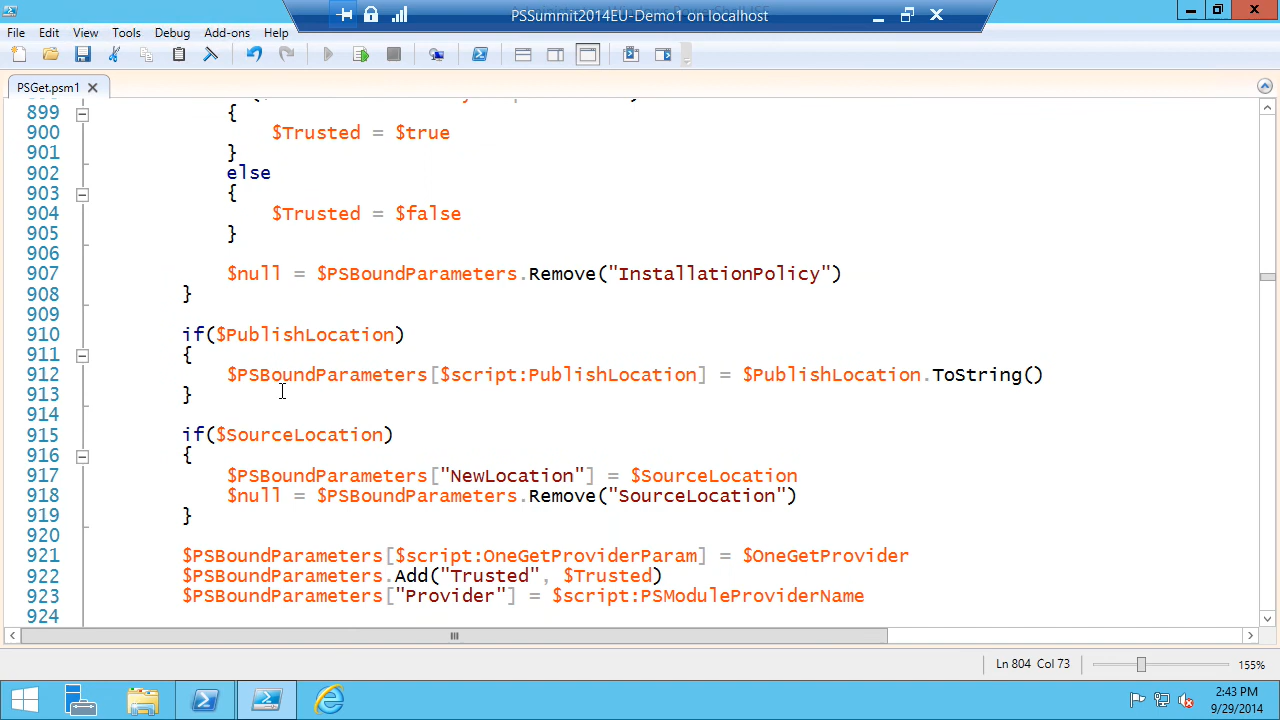 PSSummit2014EU-Demo1 on localhost
File Edit View Tools Debug Add-ons Help
PSGet.psm1
899 {
900 $Trusted = $true
901 }
902 else
903 {
904 $Trusted = $false
905 }
906
907 $null = $PSBoundParameters.Remove("InstallationPolicy")
908 }
909
910 if($PublishLocation)
911 {
912 $PSBoundParameters[$script:PublishLocation] = $PublishLocation.ToString()
913 }
914
915 if($SourceLocation)
916 {
917 $PSBoundParameters["NewLocation"] = $SourceLocation
918 $null = $PSBoundParameters.Remove("SourceLocation")
919 }
920
921 $PSBoundParameters[$script:OneGetProviderParam] = $OneGetProvider
922 $PSBoundParameters.Add("Trusted", $Trusted)
923 $PSBoundParameters["Provider"] = $script:PSModuleProviderName
924
Ln 804 Col 73 155%
2:43 PM
9/29/2014